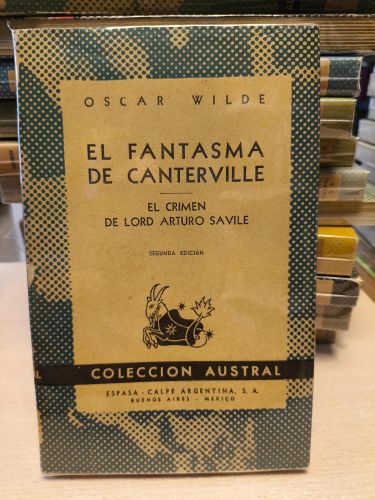 OSCAR WILDE
EL FANTASMA
DE CANTERVILLE
EL CRIMEN
DE LORD ARTURO SAVILE
SEGUNDA EDICIÓN
COLECCION AUSTRAL
ESPASA - CALPE ARGENTINA, S. A.
BUENOS AIRES - MEXICO